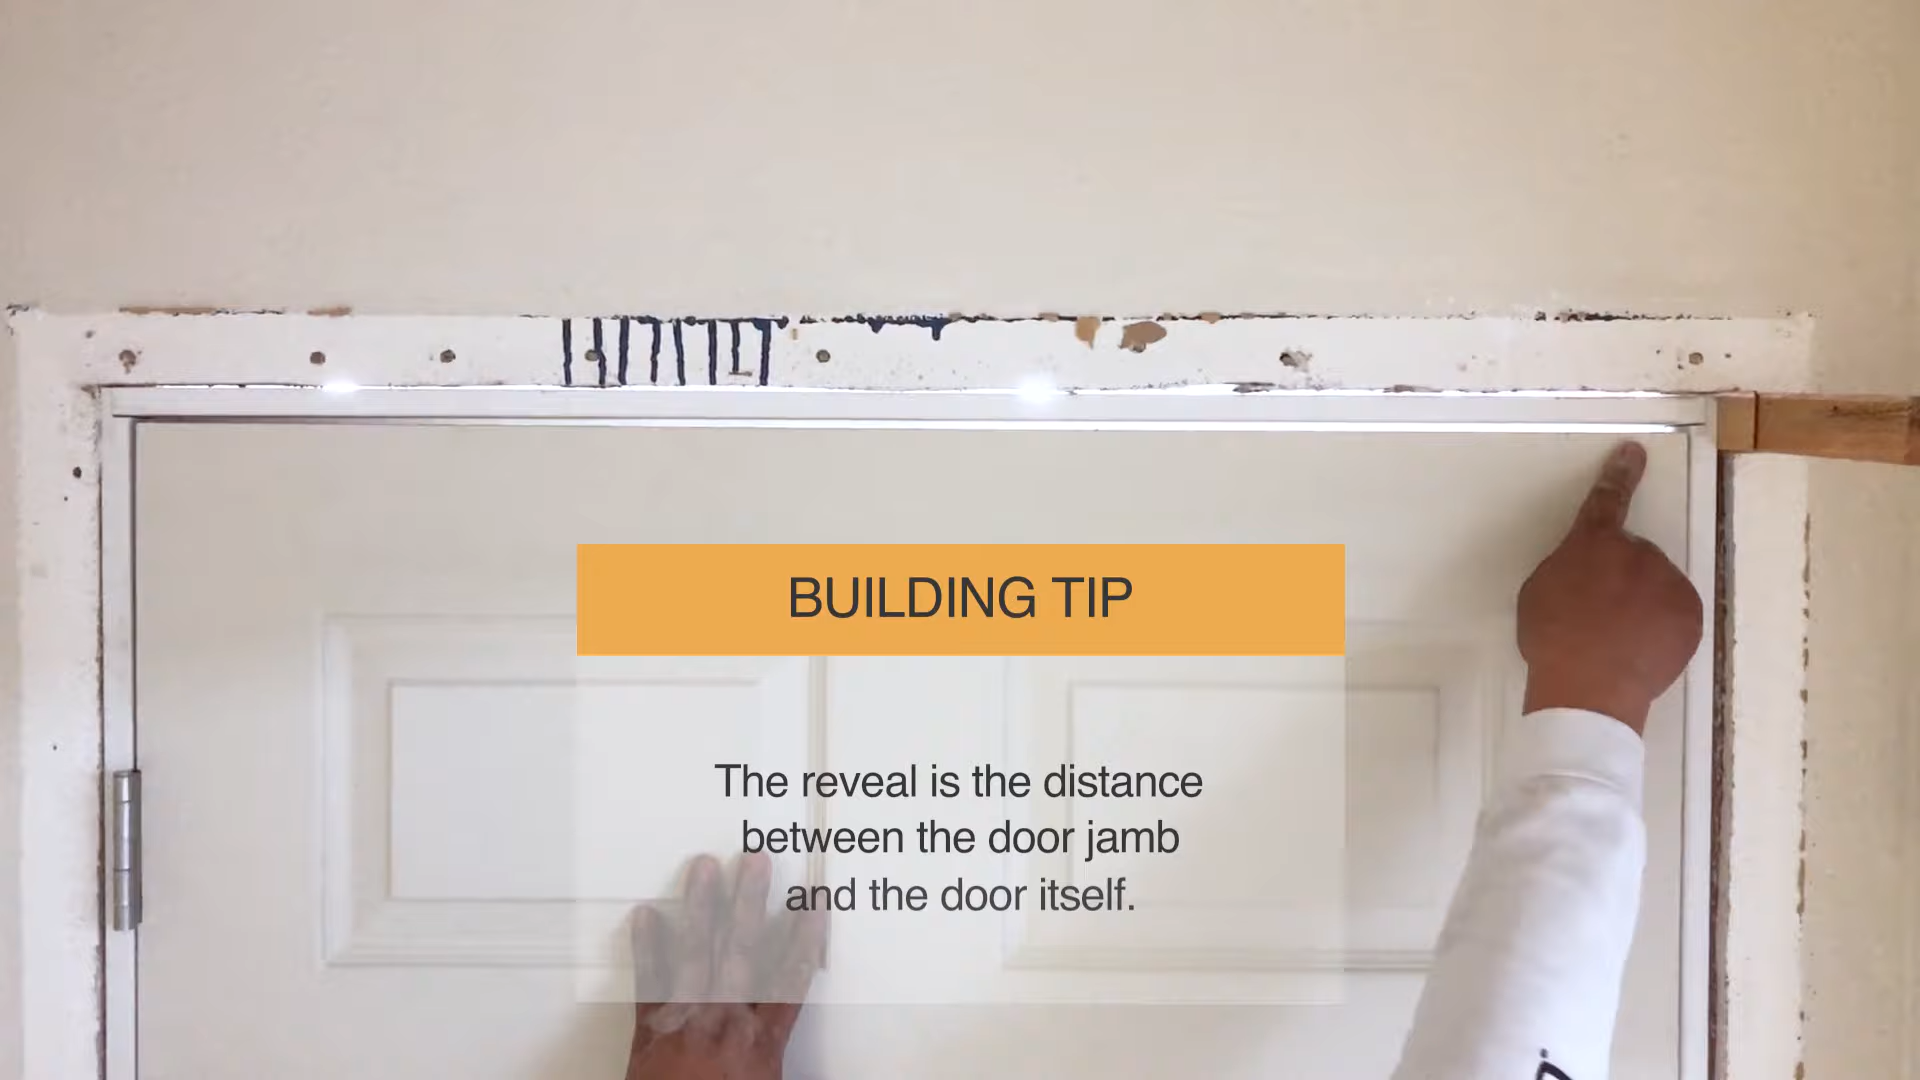 BUILDING TIP
The reveal is the distance
between the door jamb
and the door itself.